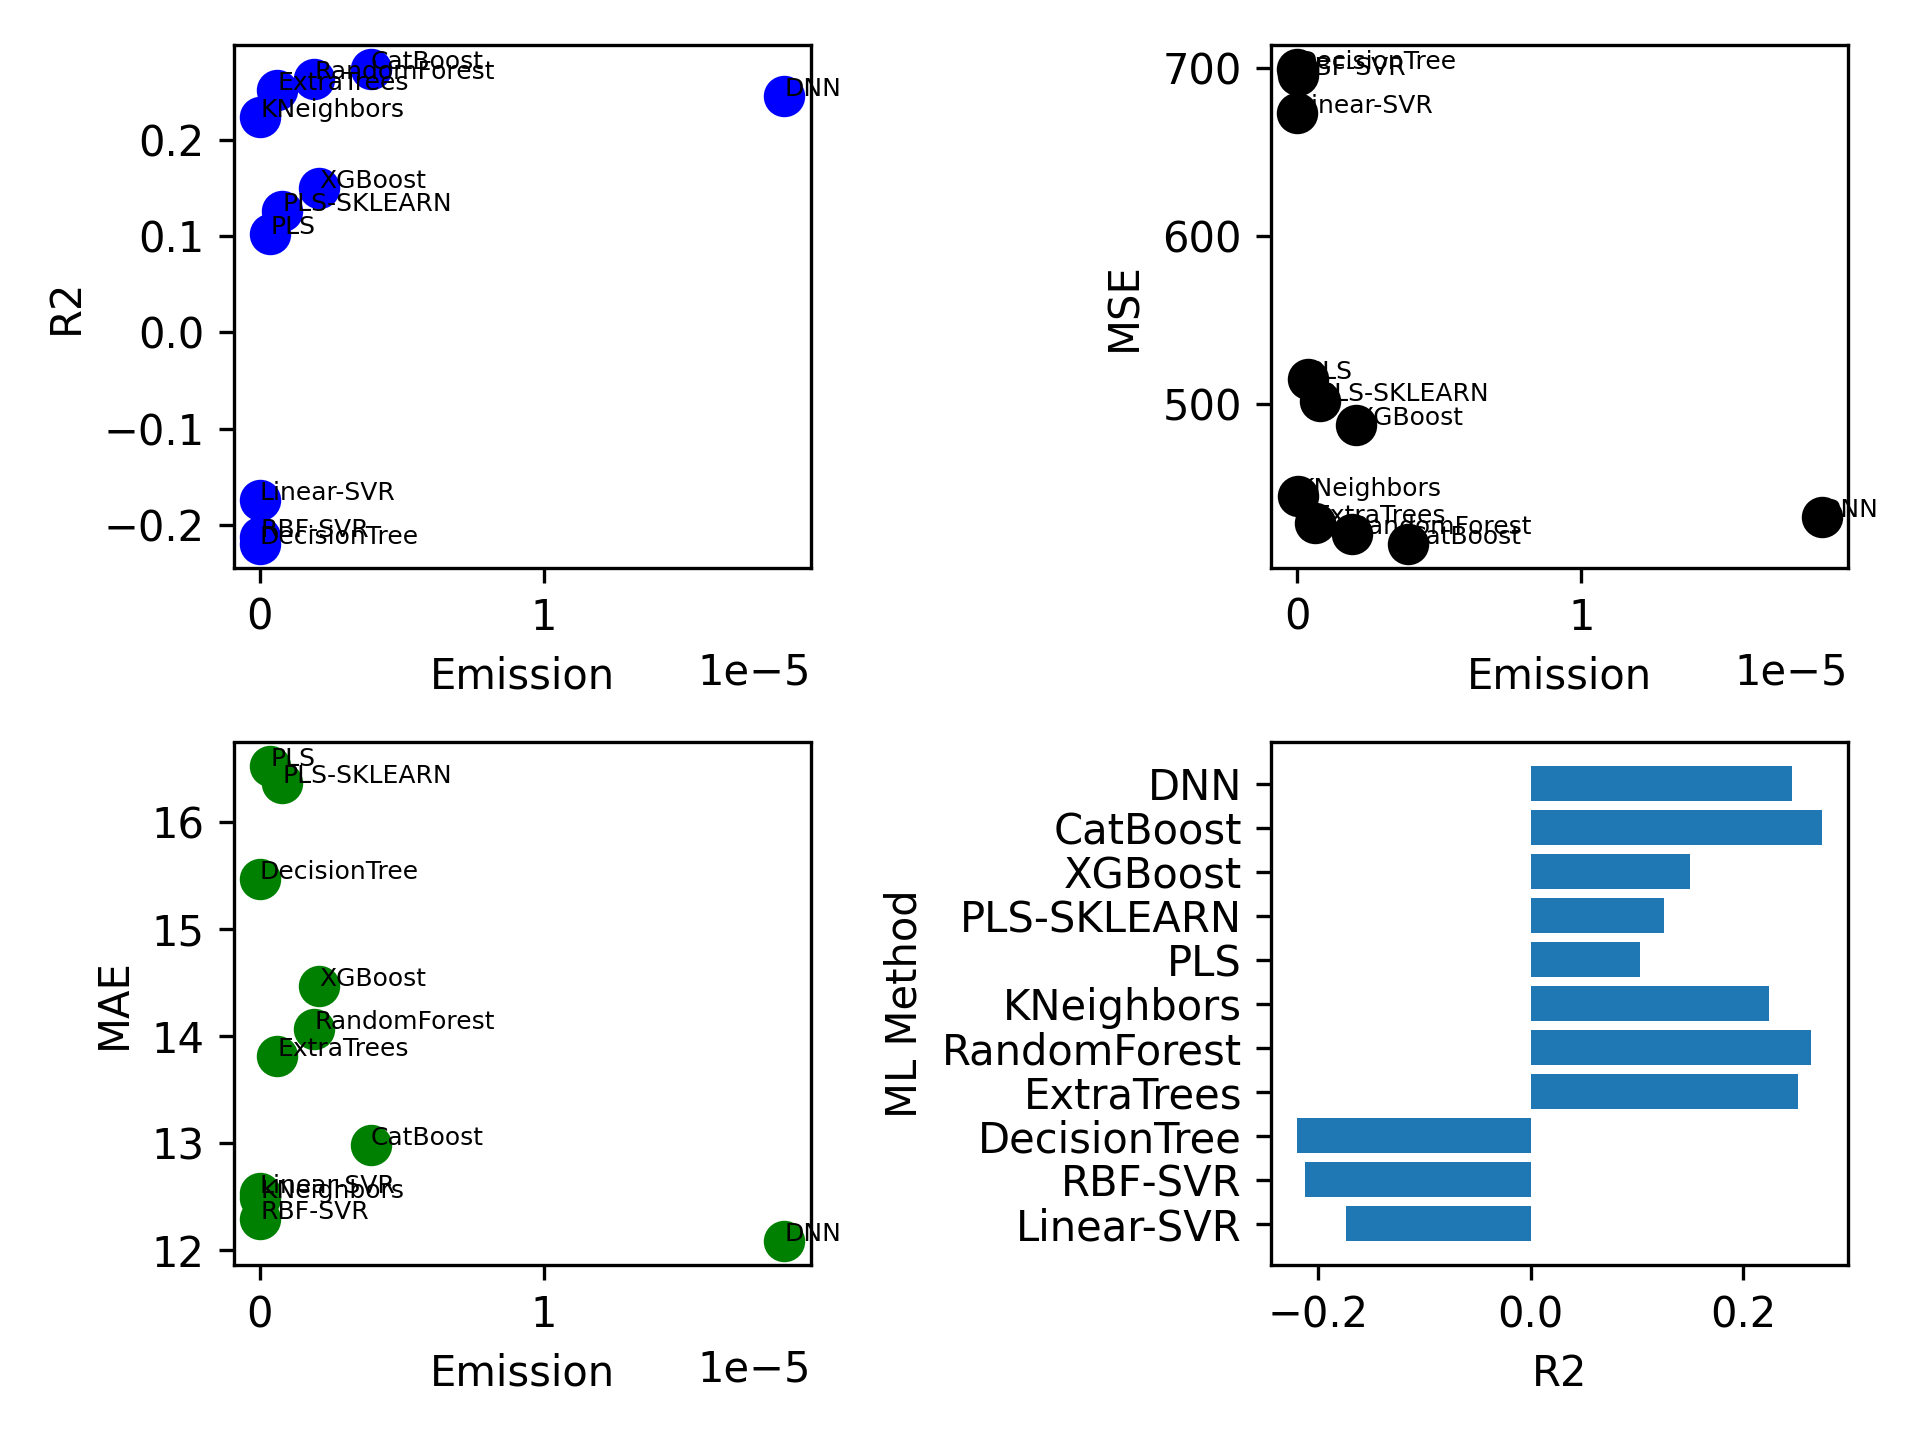 CatBoost
RandomForest
ExtraTrees
DNN
KNeighbors
0.2
XGBoost
PLS-SKLEARN
PLS
0.1
R2
0.0
−0.1
Linear-SVR
RBF-SVR
−0.2
DecisionTree
0
1
Emission
1e−5
DecisionTree
700
RBF-SVR
Linear-SVR
600
MSE
PLS
PLS-SKLEARN
500
XGBoost
KNeighbors
DNN
ExtraTrees
RandomForest
CatBoost
0
1
Emission
1e−5
PLS
PLS-SKLEARN
16
DecisionTree
15
XGBoost
MAE
RandomForest
14
ExtraTrees
CatBoost
13
Linear-SVR
KNeighbors
RBF-SVR
DNN
12
0
1
Emission
1e−5
DNN
CatBoost
XGBoost
PLS-SKLEARN
PLS
ML Method
KNeighbors
RandomForest
ExtraTrees
DecisionTree
RBF-SVR
Linear-SVR
−0.2
0.0
0.2
R2